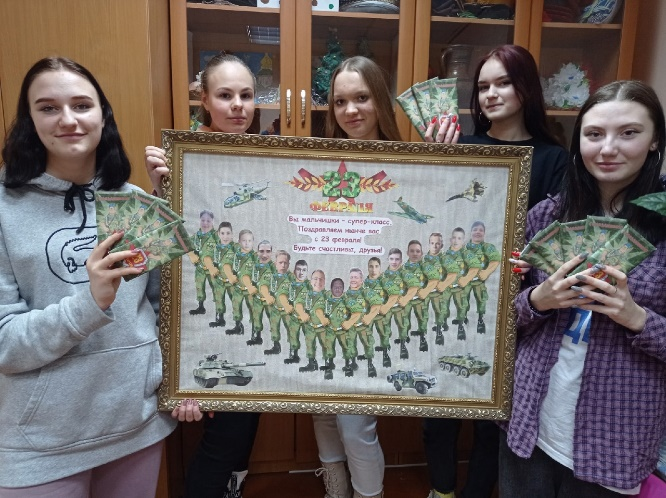 23
ФЕВРАЛЯ
Вы мальчишки - супер-класс,
Поздравляем нынче вас
с 23 февраля!
Будьте счастливы, друзья!